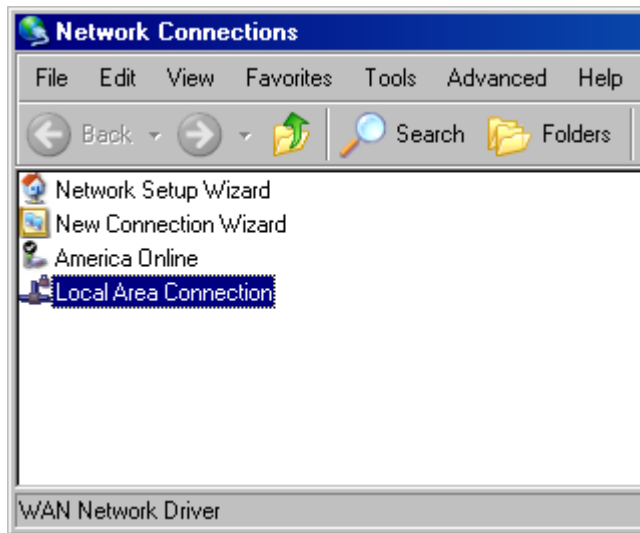 Network Connections
File Edit View Favorites Tools Advanced Help
Back Search Folders
Network Setup Wizard
New Connection Wizard
America Online
Local Area Connection
WAN Network Driver